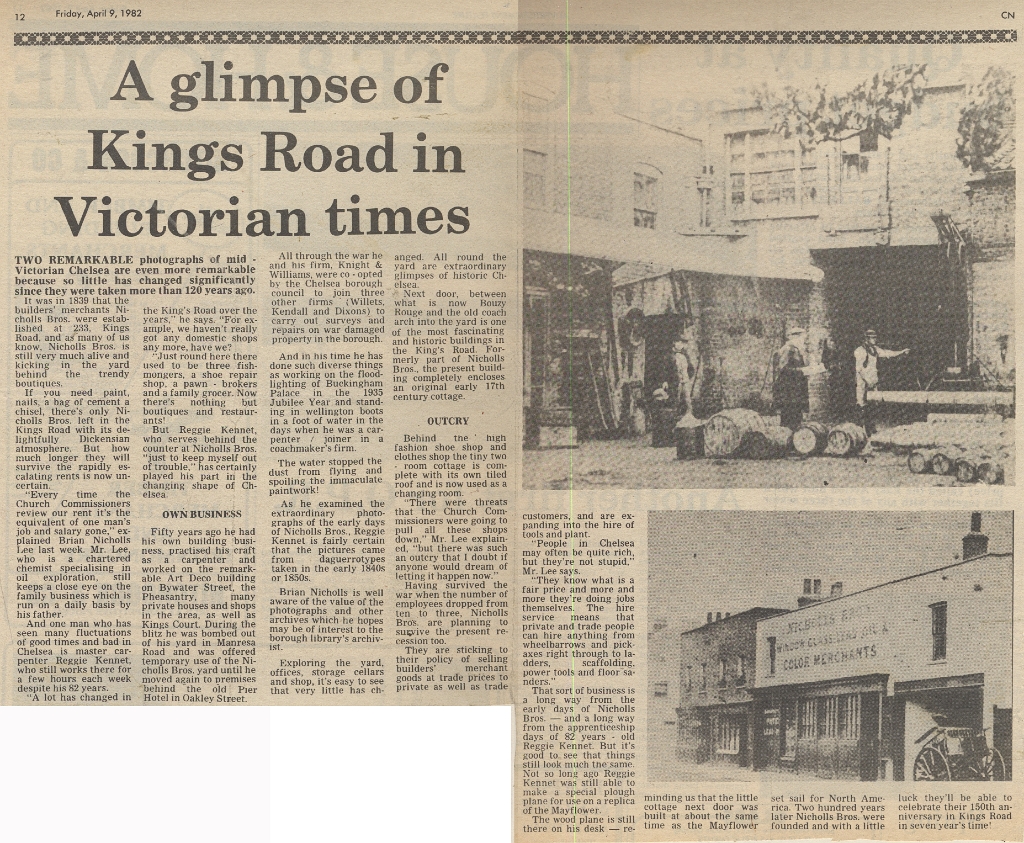 12
Friday, April 9, 1982
CN
A glimpse of
Kings Road in
Victorian times
TWO REMARKABLE photographs of mid -
Victorian Chelsea are even more remarkable
because so little has changed significantly
since they were taken more than 120 years ago.
It was in 1839 that the
builders' merchants Ni-
cholls Bros. were estab-
lished at 233, Kings
Road, and as many of us
know, Nicholls Bros. is
still very much alive and
kicking in the yard
behind the trendy
boutiques.
If you need paint,
nails, a bag of cement a
chisel, there's only Ni-
cholls Bros. left in the
Kings Road with its de-
lightfully Dickensian
atmosphere. But how
much longer they will
survive the rapidly es-
calating rents is now un-
certain.
"Every time the
Church Commissioners
review our rent it's the
equivalent of one man's
job and salary gone," ex-
plained Brian Nicholls
Lee last week. Mr. Lee,
who is a chartered
chemist specialising in
oil exploration, still
keeps a close eye on the
family business which is
run on a daily basis by
his father.
And one man who has
seen many fluctuations
of good times and bad in
Chelsea is master car-
penter Reggie Kennet,
who still works there for
a few hours each week
despite his 82 years.
"A lot has changed in
the King's Road over the
years," he says. "For ex-
ample, we haven't really
got any domestic shops
any more, have we?
"Just round here there
used to be three fish-
mongers, a shoe repair
shop, a pawn - brokers
and a family grocer. Now
there's nothing but
boutiques and restaur-
ants!
But Reggie Kennet,
who serves behind the
counter at Nicholls Bros.
"just to keep myself out
of trouble," has certainly
played his part in the
changing shape of Ch-
elsea.
OWN BUSINESS
Fifty years ago he had
his own building busi-
ness, practised his craft
as a carpenter and
worked on the remark-
able Art Deco building
on Bywater Street, the
Pheasantry, many
private houses and shops
in the area, as well as
Kings Court. During the
blitz he was bombed out
of his yard in Manresa
Road and was offered
temporary use of the Ni-
cholls Bros. yard until he
moved again to premises
behind the old Pier
Hotel in Oakley Street.
All through the war he
and his firm, Knight &
Williams, were co - opted
by the Chelsea borough
council to join three
other firms (Willets,
Kendall and Dixons) to
carry out surveys and
repairs on war damaged
property in the borough.
And in his time he has
done such diverse things
as working on the flood-
lighting of Buckingham
Palace in the 1935
Jubilee Year and stand-
ing in wellington boots
in a foot of water in the
days when he was a car-
penter / joiner in a
coachmaker's firm.
The water stopped the
dust from flying and
spoiling the immaculate
paintwork!
As he examined the
extraordinary photo-
graphs of the early days
of Nicholls Bros., Reggie
Kennet is fairly certain
that the pictures came
from daguerrotypes
taken in the early 1840s
or 1850s.
Brian Nicholls is well
aware of the value of the
photographs and other
archives which he hopes
may be of interest to the
borough library's archiv-
ist.
Exploring the yard,
offices, storage cellars
and shop, it's easy to see
that very little has ch-
anged. All round the
yard are extraordinary
glimpses of historic Ch-
elsea.
Next door, between
what is now Bouzy
Rouge and the old coach
arch into the yard is one
of the most fascinating
and historic buildings in
the King's Road. For-
merly part of Nicholls
Bros., the present build-
ing completely encloses
an original early 17th
century cottage.
OUTCRY
Behind the high
fashion shoe shop and
clothes shop the tiny two
- room cottage is com-
plete with its own tiled
roof and is now used as a
changing room.
"There were threats
that the Church Com-
missioners were going to
pull all these shops
down," Mr. Lee explain-
ed, "but there was such
an outcry that I doubt if
anyone would dream of
letting it happen now."
Having survived the
war when the number of
employees dropped from
ten to three, Nicholls
Bros. are planning to
survive the present re-
cession too.
They are sticking to
their policy of selling
builders' merchant
goods at trade prices to
private as well as trade
customers, and are ex-
panding into the hire of
tools and plant.
"People in Chelsea
may often be quite rich,
but they're not stupid,"
Mr. Lee says.
"They know what is a
fair price and more and
more they're doing jobs
themselves. The hire
service means that
private and trade people
can hire anything from
wheelbarrows and pick-
axes right through to la-
dders, scaffolding,
power tools and floor sa-
nders."
That sort of business is
a long way from the
early days of Nicholls
Bros. — and a long way
from the apprenticeship
days of 82 years - old
Reggie Kennet. But it's
good to see that things
still look much the same.
Not so long ago Reggie
Kennet was still able to
make a special plough
plane for use on a replica
of the Mayflower.
The wood plane is still
there on his desk — re-
minding us that the little
cottage next door was
built at about the same
time as the Mayflower
set sail for North Ame-
rica. Two hundred years
later Nicholls Bros. were
founded and with a little
luck they'll be able to
celebrate their 150th an-
niversary in Kings Road
in seven year's time!
COLOR MERCHANTS